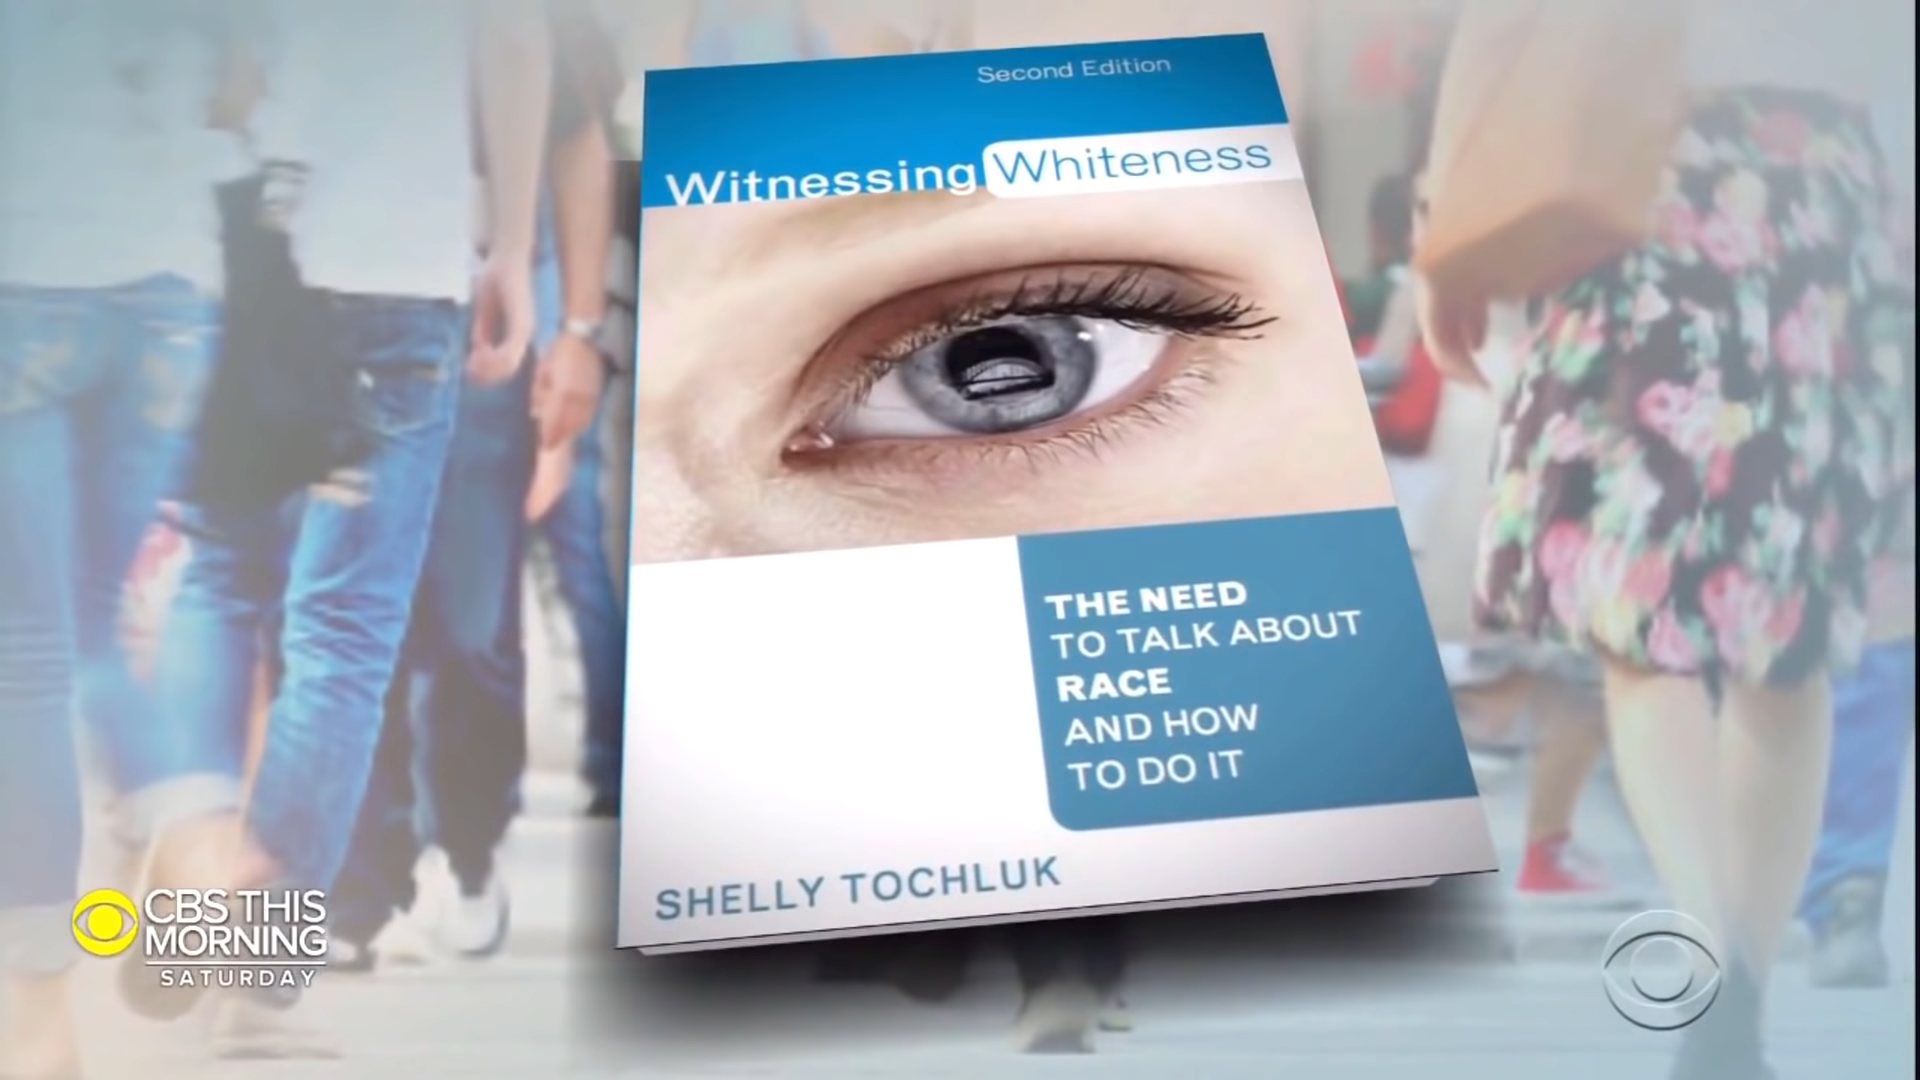 Second Edition
Witnessing Whiteness
THE NEED
TO TALK ABOUT
RACE
AND HOW
TO DO IT
SHELLY TOCHLUK
CBS THIS
MORNING
SATURDAY